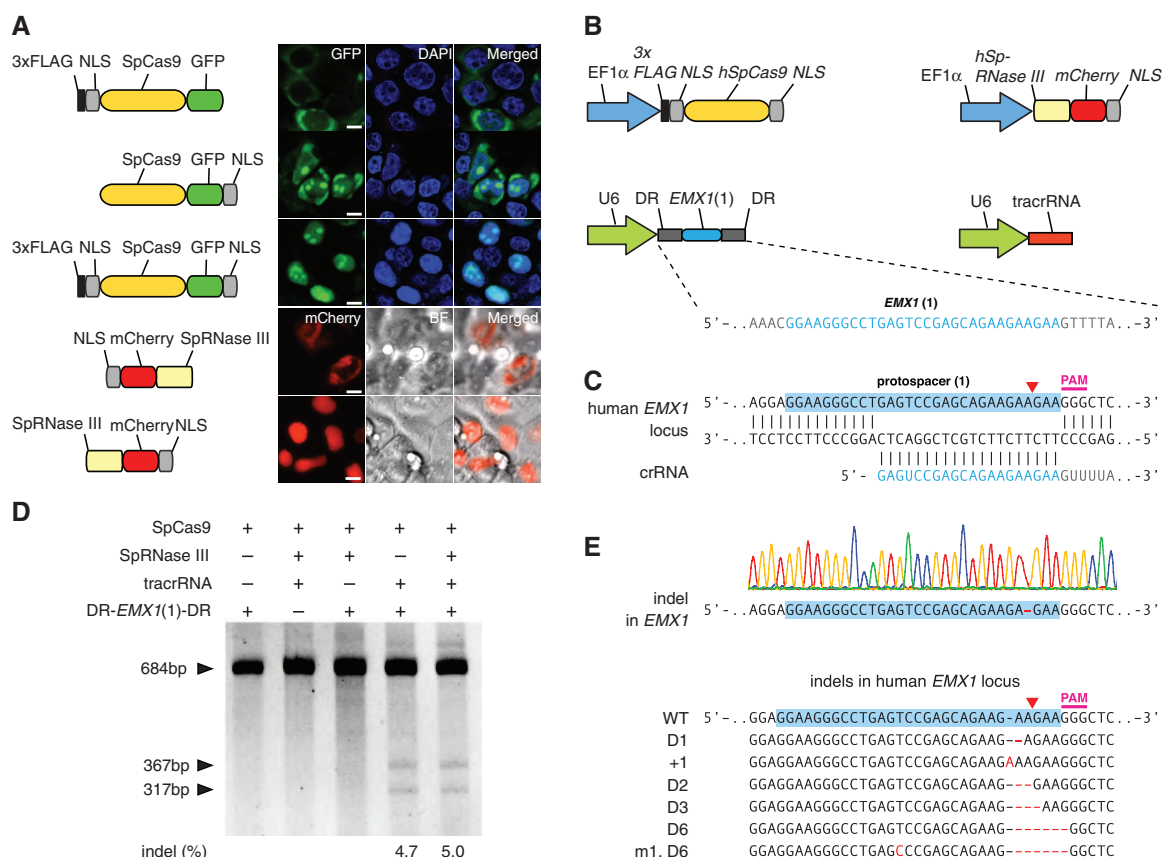 A
3xFLAG NLS SpCas9 GFP
SpCas9 GFP NLS
3xFLAG NLS SpCas9 GFP NLS
NLS mCherry SpRNase III
SpRNase III mCherry NLS
GFP DAPI Merged
mCherry BF Merged
B
EF1α 3x FLAG NLS hSpCas9 NLS
EF1α hSp-RNase III mCherry NLS
U6 DR EMX1(1) DR
U6 tracrRNA
EMX1 (1)
5'-..AAACGGAAGGGCCTGAGTCCGAGCAGAAGAAGAAGTTTTA..-3'
C
protospacer (1) PAM
human EMX1 locus
5'-..AGGAGGAAGGGCCTGAGTCCGAGCAGAAGAAGAAGGGCTC..-3'
3'-TCCTCCTTCCCGGACTCAGGCTCGTCTTCTTCTTCCCGAG..-5'
crRNA 5'- GAGUCCGAGCAGAAGAAGAAGUUUUA
D
SpCas9 + + + + +
SpRNase III – + + – +
tracrRNA – + – + +
DR-EMX1(1)-DR + – + + +
684bp
367bp
317bp
indel (%) 4.7 5.0
E
indel in EMX1
5'-..AGGAGGAAGGGCCTGAGTCCGAGCAGAAGA-GAAGGGCTC..-3'
indels in human EMX1 locus
PAM
WT 5'-..GGAGGAAGGGCCTGAGTCCGAGCAGAAG-AAGAAGGGCTC..-3'
D1 GGAGGAAGGGCCTGAGTCCGAGCAGAAG--AGAAGGGCTC
+1 GGAGGAAGGGCCTGAGTCCGAGCAGAAGAAAGAAGGGCTC
D2 GGAGGAAGGGCCTGAGTCCGAGCAGAAG---GAAGGGCTC
D3 GGAGGAAGGGCCTGAGTCCGAGCAGAAG----AAGGGCTC
D6 GGAGGAAGGGCCTGAGTCCGAGCAGAAG-------GGCTC
m1, D6 GGAGGAAGGGCCTGAGCCCGAGCAGAAG-------GGCTC